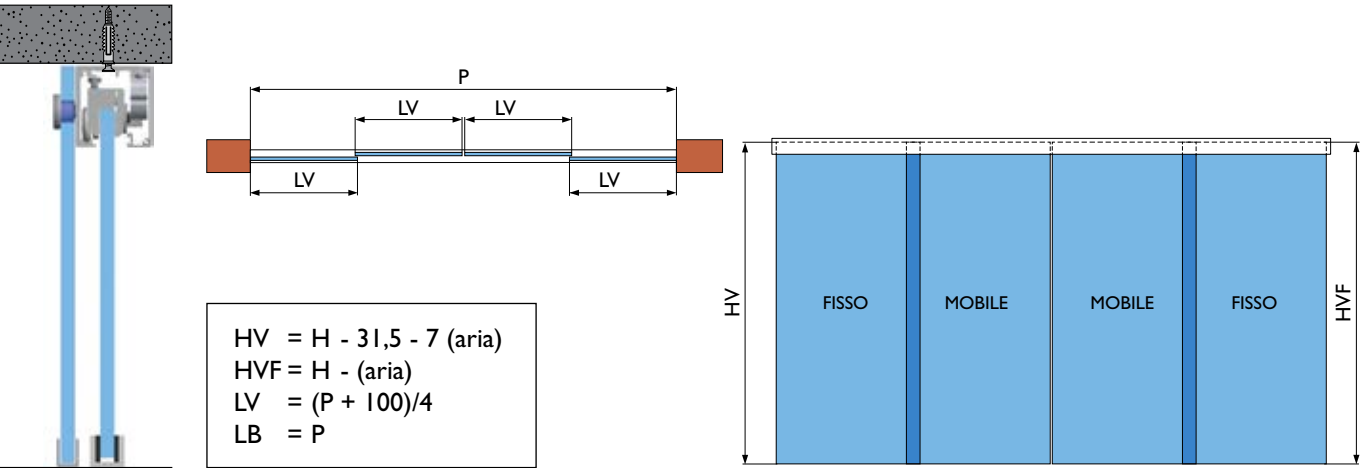 P
LV LV
LV LV
HV = H - 31,5 - 7 (aria)
HVF = H - (aria)
LV = (P + 100)/4
LB = P
HV
FISSO MOBILE MOBILE FISSO
HVF